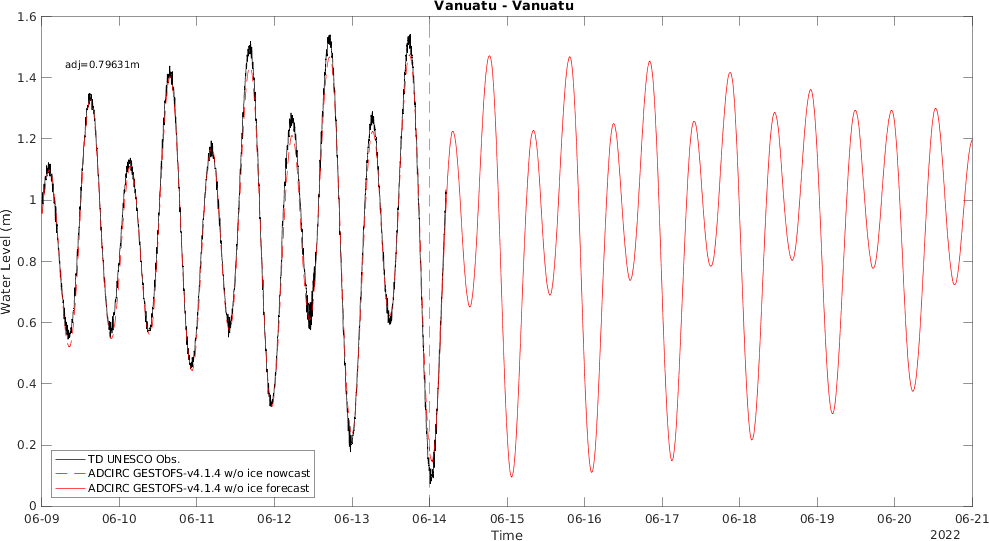 Vanuatu - Vanuatu
1.6
1.4
1.2
1
0.8
0.6
0.4
0.2
0
Water Level (m)
adj=0.79631m
TD UNESCO Obs.
ADCIRC GESTOFS-v4.1.4 w/o ice nowcast
ADCIRC GESTOFS-v4.1.4 w/o ice forecast
06-09 06-10 06-11 06-12 06-13 06-14 06-15 06-16 06-17 06-18 06-19 06-20 06-21
Time
2022